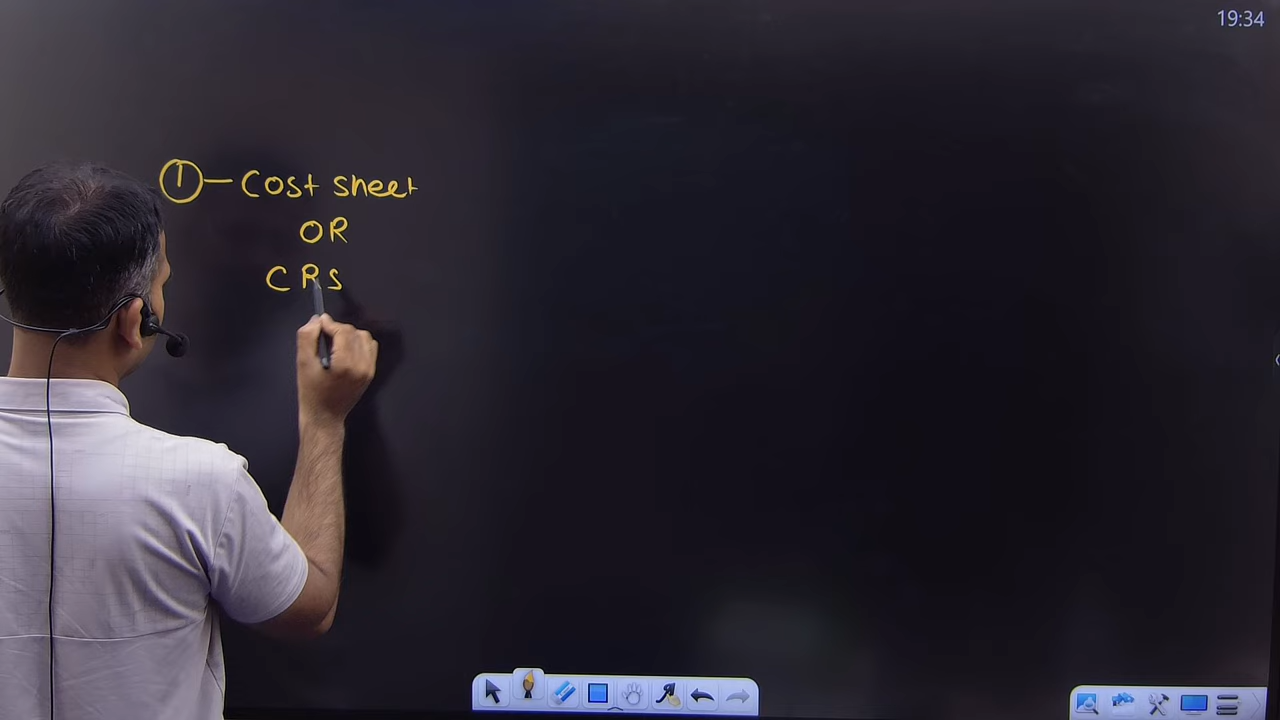 19:34
① – Cost sheet
OR
CRS